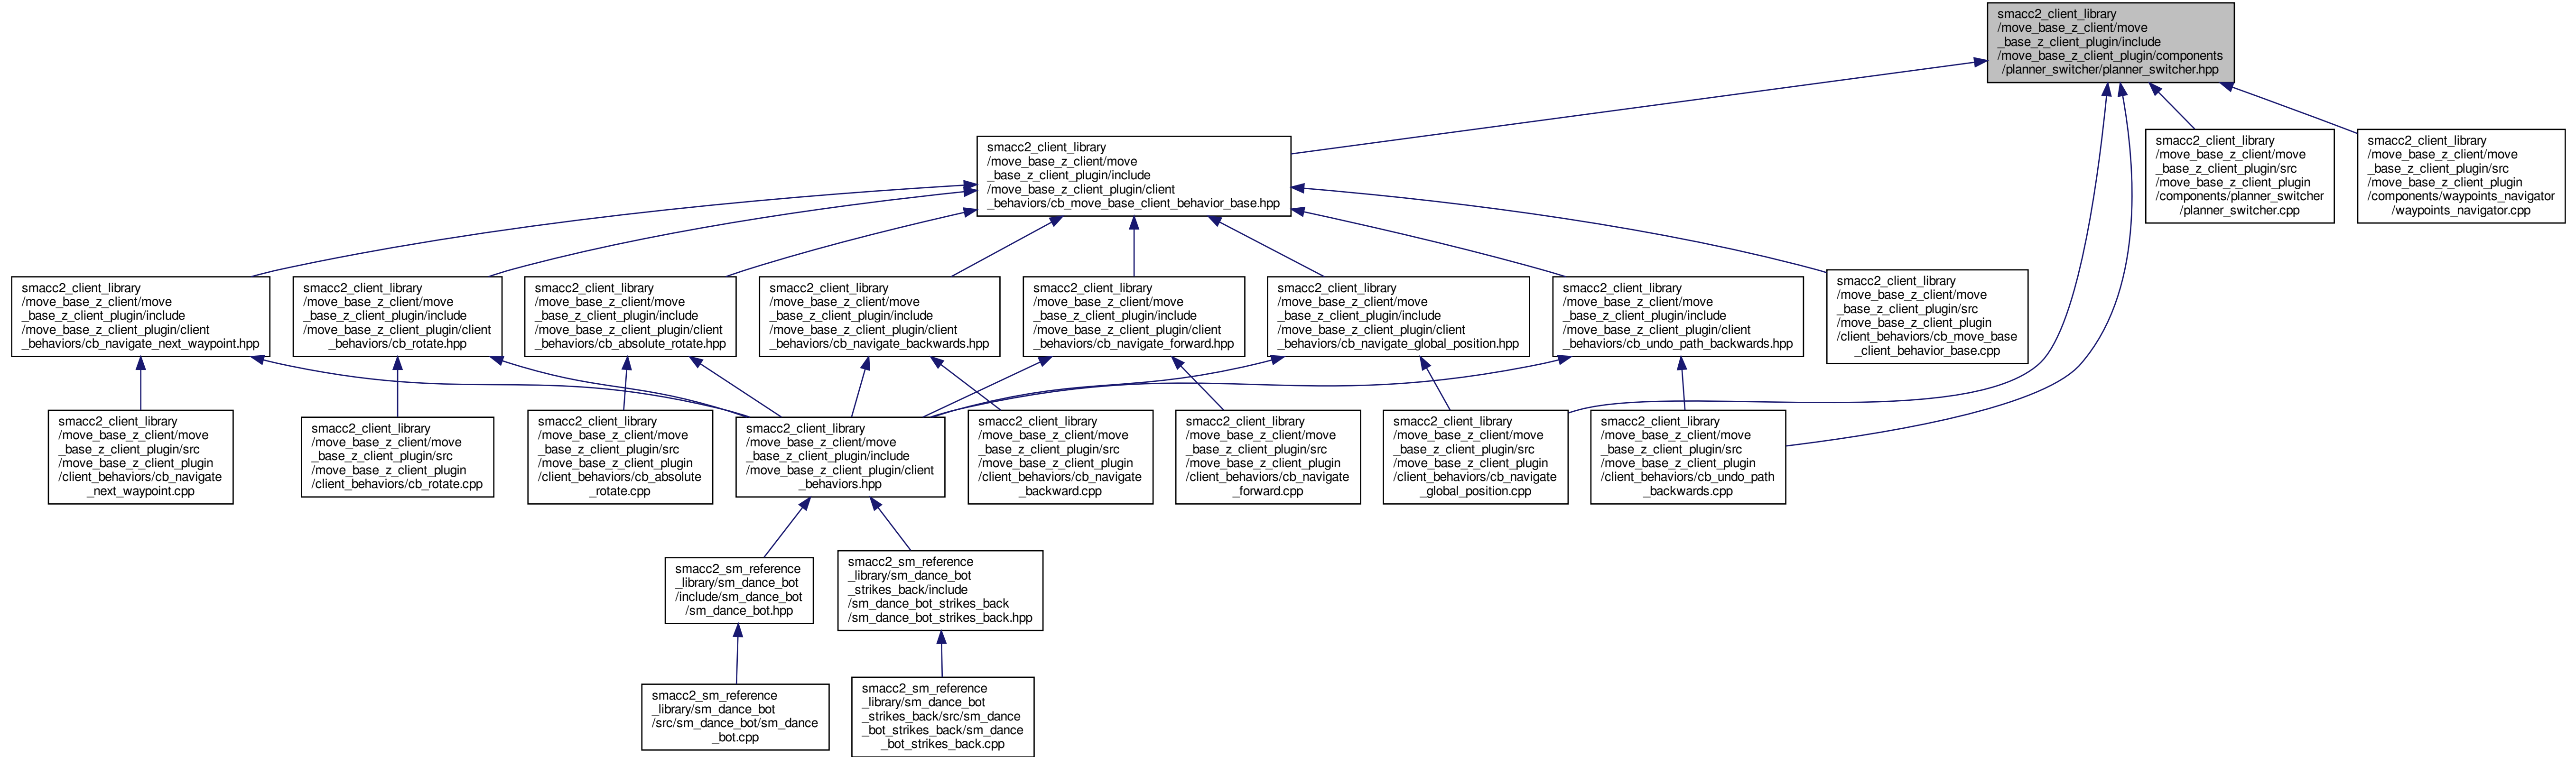 smacc2_client_library
/move_base_z_client/move
_base_z_client_plugin/include
/move_base_z_client_plugin/components
/planner_switcher/planner_switcher.hpp
smacc2_client_library
/move_base_z_client/move
_base_z_client_plugin/include
/move_base_z_client_plugin/client
_behaviors/cb_move_base_client_behavior_base.hpp
smacc2_client_library
/move_base_z_client/move
_base_z_client_plugin/src
/move_base_z_client_plugin
/components/planner_switcher
/planner_switcher.cpp
smacc2_client_library
/move_base_z_client/move
_base_z_client_plugin/src
/move_base_z_client_plugin
/components/waypoints_navigator
/waypoints_navigator.cpp
smacc2_client_library
/move_base_z_client/move
_base_z_client_plugin/include
/move_base_z_client_plugin/client
_behaviors/cb_navigate_next_waypoint.hpp
smacc2_client_library
/move_base_z_client/move
_base_z_client_plugin/include
/move_base_z_client_plugin/client
_behaviors/cb_rotate.hpp
smacc2_client_library
/move_base_z_client/move
_base_z_client_plugin/include
/move_base_z_client_plugin/client
_behaviors/cb_absolute_rotate.hpp
smacc2_client_library
/move_base_z_client/move
_base_z_client_plugin/include
/move_base_z_client_plugin/client
_behaviors/cb_navigate_backwards.hpp
smacc2_client_library
/move_base_z_client/move
_base_z_client_plugin/include
/move_base_z_client_plugin/client
_behaviors/cb_navigate_forward.hpp
smacc2_client_library
/move_base_z_client/move
_base_z_client_plugin/include
/move_base_z_client_plugin/client
_behaviors/cb_navigate_global_position.hpp
smacc2_client_library
/move_base_z_client/move
_base_z_client_plugin/include
/move_base_z_client_plugin/client
_behaviors/cb_undo_path_backwards.hpp
smacc2_client_library
/move_base_z_client/move
_base_z_client_plugin/src
/move_base_z_client_plugin
/client_behaviors/cb_move_base
_client_behavior_base.cpp
smacc2_client_library
/move_base_z_client/move
_base_z_client_plugin/src
/move_base_z_client_plugin
/client_behaviors/cb_navigate
_next_waypoint.cpp
smacc2_client_library
/move_base_z_client/move
_base_z_client_plugin/src
/move_base_z_client_plugin
/client_behaviors/cb_rotate.cpp
smacc2_client_library
/move_base_z_client/move
_base_z_client_plugin/src
/move_base_z_client_plugin
/client_behaviors/cb_absolute
_rotate.cpp
smacc2_client_library
/move_base_z_client/move
_base_z_client_plugin/include
/move_base_z_client_plugin/client
_behaviors.hpp
smacc2_client_library
/move_base_z_client/move
_base_z_client_plugin/src
/move_base_z_client_plugin
/client_behaviors/cb_navigate
_backward.cpp
smacc2_client_library
/move_base_z_client/move
_base_z_client_plugin/src
/move_base_z_client_plugin
/client_behaviors/cb_navigate
_forward.cpp
smacc2_client_library
/move_base_z_client/move
_base_z_client_plugin/src
/move_base_z_client_plugin
/client_behaviors/cb_navigate
_global_position.cpp
smacc2_client_library
/move_base_z_client/move
_base_z_client_plugin/src
/move_base_z_client_plugin
/client_behaviors/cb_undo_path
_backwards.cpp
smacc2_sm_reference
_library/sm_dance_bot
/include/sm_dance_bot
/sm_dance_bot.hpp
smacc2_sm_reference
_library/sm_dance_bot
_strikes_back/include
/sm_dance_bot_strikes_back
/sm_dance_bot_strikes_back.hpp
smacc2_sm_reference
_library/sm_dance_bot
/src/sm_dance_bot/sm_dance
_bot.cpp
smacc2_sm_reference
_library/sm_dance_bot
_strikes_back/src/sm_dance
_bot_strikes_back/sm_dance
_bot_strikes_back.cpp